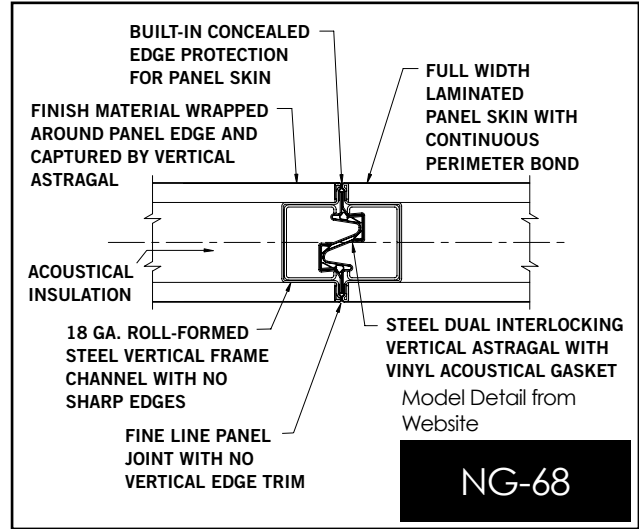 BUILT-IN CONCEALED
EDGE PROTECTION
FOR PANEL SKIN
FULL WIDTH
LAMINATED
PANEL SKIN WITH
CONTINUOUS
PERIMETER BOND
FINISH MATERIAL WRAPPED
AROUND PANEL EDGE AND
CAPTURED BY VERTICAL
ASTRAGAL
ACOUSTICAL
INSULATION
18 GA. ROLL-FORMED
STEEL VERTICAL FRAME
CHANNEL WITH NO
SHARP EDGES
STEEL DUAL INTERLOCKING
VERTICAL ASTRAGAL WITH
VINYL ACOUSTICAL GASKET
FINE LINE PANEL
JOINT WITH NO
VERTICAL EDGE TRIM
Model Detail from
Website
NG-68